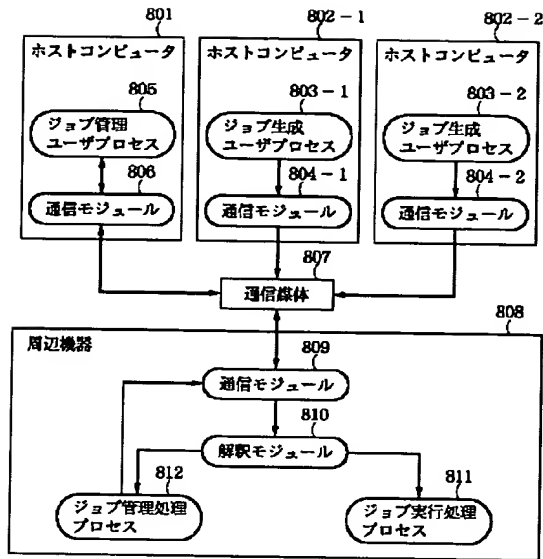 801
802-1
802-2
ホストコンピュータ
ホストコンピュータ
ホストコンピュータ
805
803-1
803-2
ジョブ管理
ユーザプロセス
ジョブ生成
ユーザプロセス
ジョブ生成
ユーザプロセス
806
804-1
804-2
通信モジュール
通信モジュール
通信モジュール
807
通信媒体
808
周辺機器
809
通信モジュール
810
解釈モジュール
812
811
ジョブ管理処理
プロセス
ジョブ実行処理
プロセス